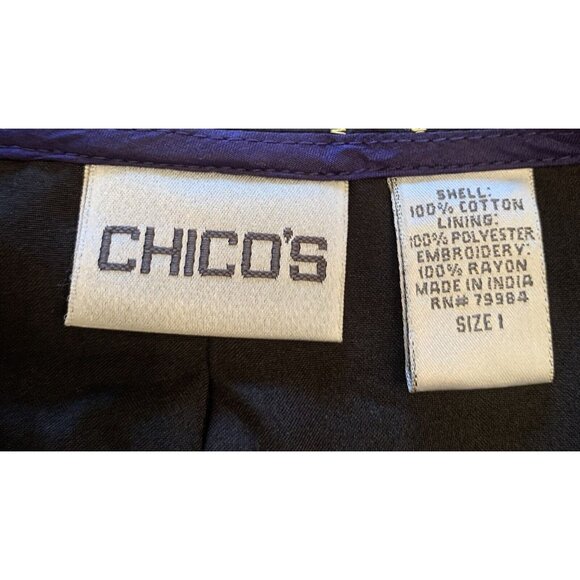 CHICO'S
SHELL:
100% COTTON
LINING:
100% POLYESTER
EMBROIDERY:
100% RAYON
MADE IN INDIA
RN# 79984
SIZE 1